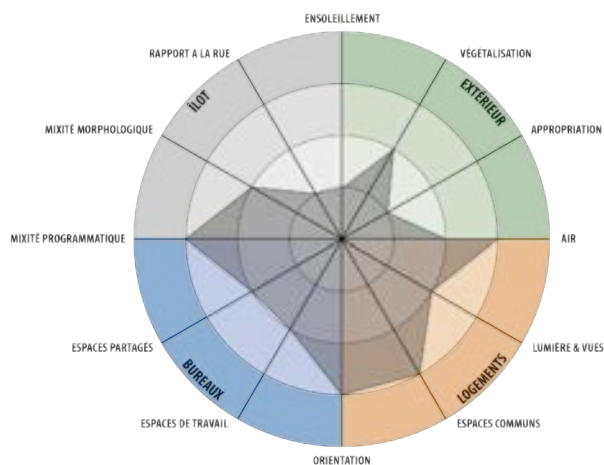 ENSOLEILLEMENT
RAPPORT A LA RUE
VÉGÉTALISATION
ÎLOT
EXTÉRIEUR
MIXITÉ MORPHOLOGIQUE
APPROPRIATION
MIXITÉ PROGRAMMATIQUE
AIR
ESPACES PARTAGÉS
LUMIÈRE & VUES
BUREAUX
LOGEMENTS
ESPACES DE TRAVAIL
ESPACES COMMUNS
ORIENTATION